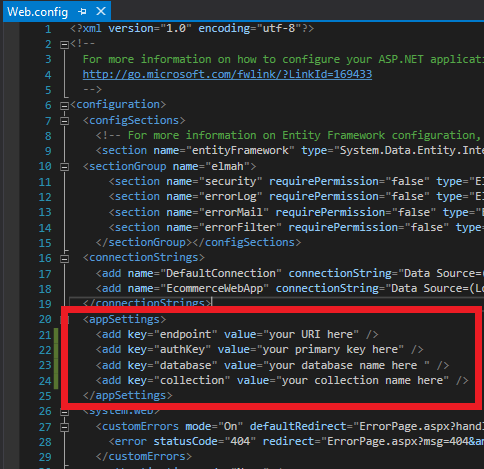 Web.config
1 <?xml version="1.0" encoding="utf-8"?>
2 <!--
3 For more information on how to configure your ASP.NET applicati
4 http://go.microsoft.com/fwlink/?LinkId=169433
5 -->
6 <configuration>
7 <configSections>
8 <!-- For more information on Entity Framework configuration,
9 <section name="entityFramework" type="System.Data.Entity.Inte
10 <sectionGroup name="elmah">
11 <section name="security" requirePermission="false" type="El
12 <section name="errorLog" requirePermission="false" type="El
13 <section name="errorMail" requirePermission="false" type="E
14 <section name="errorFilter" requirePermission="false" type=
15 </sectionGroup></configSections>
16 <connectionStrings>
17 <add name="DefaultConnection" connectionString="Data Source=(
18 <add name="EcommerceWebApp" connectionString="Data Source=(Lo
19 </connectionStrings>
20 <appSettings>
21 <add key="endpoint" value="your URI here" />
22 <add key="authKey" value="your primary key here" />
23 <add key="database" value="your database name here " />
24 <add key="collection" value="your collection name here" />
25 </appSettings>
26 <system.web>
27 <customErrors mode="On" defaultRedirect="ErrorPage.aspx?handl
28 <error statusCode="404" redirect="ErrorPage.aspx?msg=404&am
29 </customErrors>